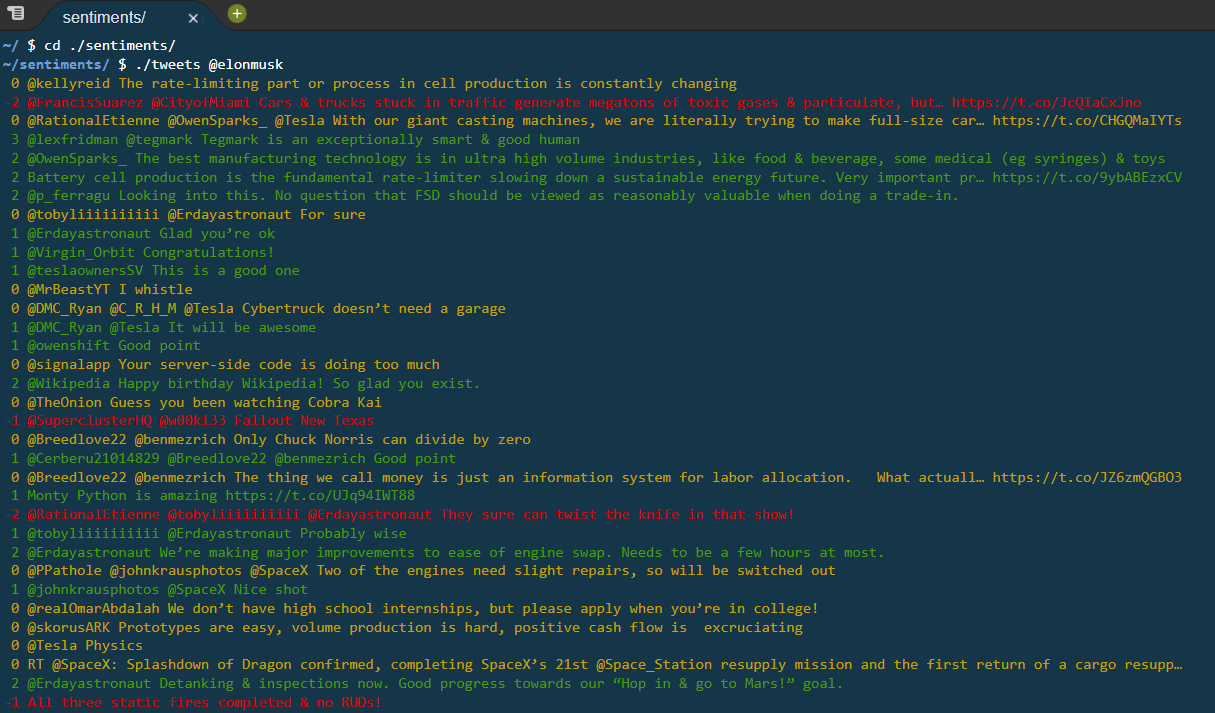 sentiments/
~/ $ cd ./sentiments/
~/sentiments/ $ ./tweets @elonmusk
0 @kellyreid The rate-limiting part or process in cell production is constantly changing
-2 @FrancisSuarez @CityofMiami Cars & trucks stuck in traffic generate megatons of toxic gases & particulate, but… https://t.co/JcQIaCxJno
0 @RationalEtienne @OwenSparks_ @Tesla With our giant casting machines, we are literally trying to make full-size car… https://t.co/CHGQMaIYTs
3 @lexfridman @tegmark Tegmark is an exceptionally smart & good human
2 @OwenSparks_ The best manufacturing technology is in ultra high volume industries, like food & beverage, some medical (eg syringes) & toys
2 Battery cell production is the fundamental rate-limiter slowing down a sustainable energy future. Very important pr… https://t.co/9ybABEzxCV
2 @p_ferragu Looking into this. No question that FSD should be viewed as reasonably valuable when doing a trade-in.
0 @tobyliiiiiiiiii @Erdayastronaut For sure
1 @Erdayastronaut Glad you’re ok
1 @Virgin_Orbit Congratulations!
1 @teslaownersSV This is a good one
0 @MrBeastYT I whistle
0 @DMC_Ryan @C_R_H_M @Tesla Cybertruck doesn’t need a garage
1 @DMC_Ryan @Tesla It will be awesome
1 @owenshift Good point
0 @signalapp Your server-side code is doing too much
2 @Wikipedia Happy birthday Wikipedia! So glad you exist.
0 @TheOnion Guess you been watching Cobra Kai
-1 @SuperclusterHQ @w00ki33 Fallout New Texas
0 @Breedlove22 @benmezrich Only Chuck Norris can divide by zero
1 @Cerberu21014829 @Breedlove22 @benmezrich Good point
0 @Breedlove22 @benmezrich The thing we call money is just an information system for labor allocation.   What actuall… https://t.co/JZ6zmQGBO3
1 Monty Python is amazing https://t.co/UJq94IWT88
-2 @RationalEtienne @tobyliiiiiiiiii @Erdayastronaut They sure can twist the knife in that show!
1 @tobyliiiiiiiiii @Erdayastronaut Probably wise
2 @Erdayastronaut We’re making major improvements to ease of engine swap. Needs to be a few hours at most.
0 @PPathole @johnkrausphotos @SpaceX Two of the engines need slight repairs, so will be switched out
1 @johnkrausphotos @SpaceX Nice shot
0 @realOmarAbdalah We don’t have high school internships, but please apply when you’re in college!
0 @skorusARK Prototypes are easy, volume production is hard, positive cash flow is  excruciating
0 @Tesla Physics
0 RT @SpaceX: Splashdown of Dragon confirmed, completing SpaceX’s 21st @Space_Station resupply mission and the first return of a cargo resupp…
2 @Erdayastronaut Detanking & inspections now. Good progress towards our “Hop in & go to Mars!” goal.
-1 All three static fires completed & no RUDs!